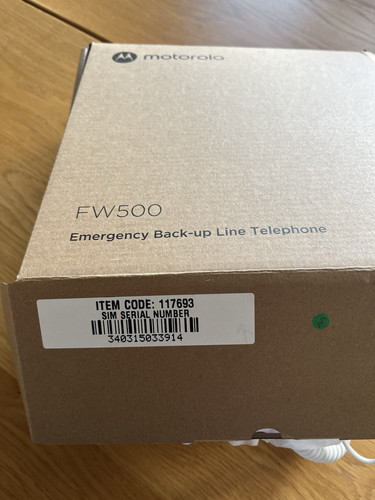 motorola
FW500
Emergency Back-up Line Telephone
ITEM CODE: 117693
SIM SERIAL NUMBER
340315033914